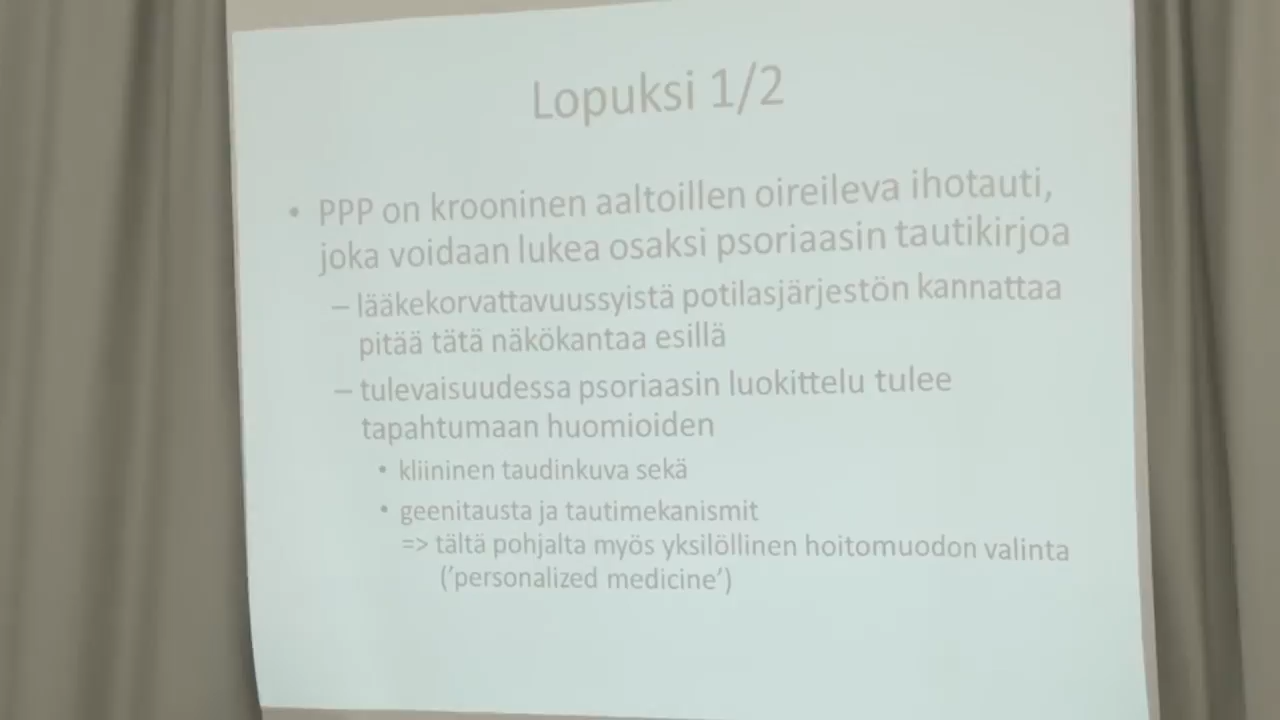 Lopuksi 1/2
• PPP on krooninen aaltoillen oireileva ihotauti,
joka voidaan lukea osaksi psoriaasin tautikirjoa
– lääkekorvattavuussyistä potilasjärjestön kannattaa
pitää tätä näkökantaa esillä
– tulevaisuudessa psoriaasin luokittelu tulee
tapahtumaan huomioiden
• kliininen taudinkuva sekä
• geenitausta ja tautimekanismit
=> tältä pohjalta myös yksilöllinen hoitomuodon valinta
('personalized medicine')